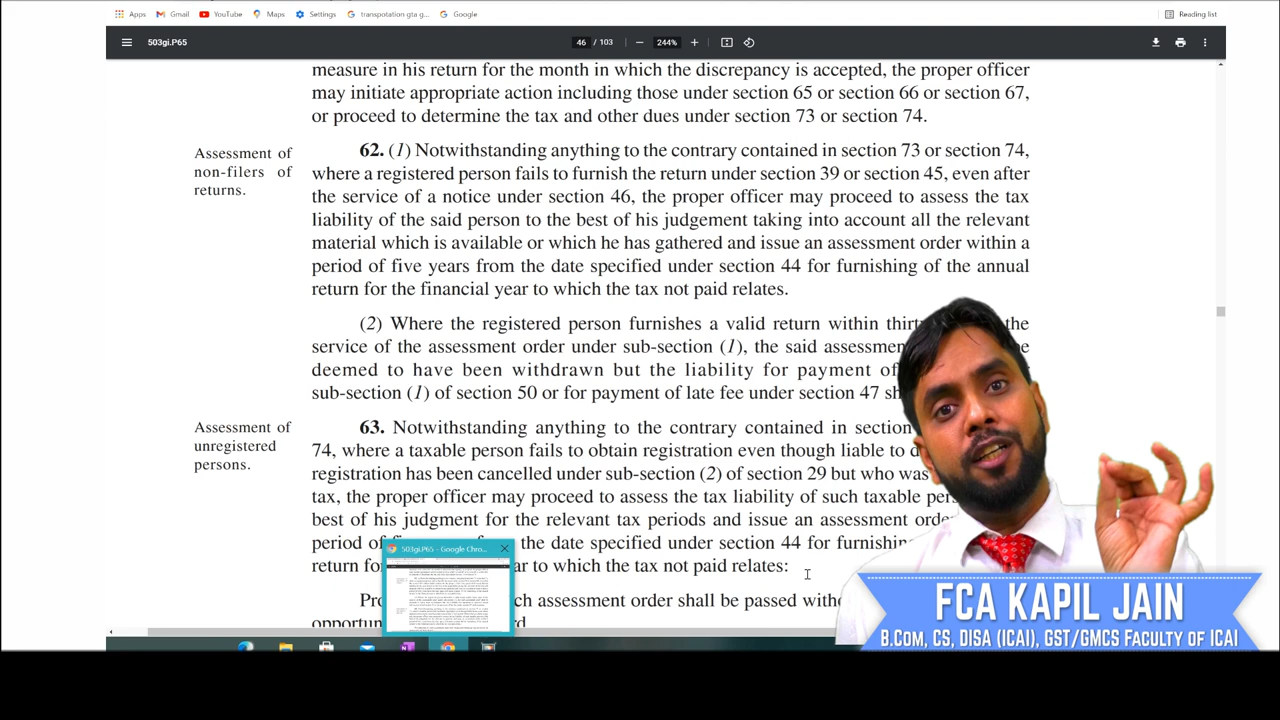 Apps Gmail YouTube Maps Settings transpotation gta g... Google Reading list
503gi.P65 46 / 103 — 244% +
measure in his return for the month in which the discrepancy is accepted, the proper officer
may initiate appropriate action including those under section 65 or section 66 or section 67,
or proceed to determine the tax and other dues under section 73 or section 74.
Assessment of
non-filers of
returns.
62. (1) Notwithstanding anything to the contrary contained in section 73 or section 74,
where a registered person fails to furnish the return under section 39 or section 45, even after
the service of a notice under section 46, the proper officer may proceed to assess the tax
liability of the said person to the best of his judgement taking into account all the relevant
material which is available or which he has gathered and issue an assessment order within a
period of five years from the date specified under section 44 for furnishing of the annual
return for the financial year to which the tax not paid relates.
(2) Where the registered person furnishes a valid return within the
service of the assessment order under sub-section (1), the said
deemed to have been withdrawn but the liability for payment of
sub-section (1) of section 50 or for payment of late fee under section 47
Assessment of
unregistered
persons.
63. Notwithstanding anything to the contrary contained in section
74, where a taxable person fails to obtain registration even though liable to
registration has been cancelled under sub-section (2) of section 29 but who was
tax, the proper officer may proceed to assess the tax liability of such taxable
best of his judgment for the relevant tax periods and issue an assessment
period of the date specified under section 44 for
return to which the tax not paid relates:
503gi.P65 - Google Chro...
assessment order passed
FCA KAPIL JAIN
B.Com, CS, DISA (ICAI), GST/GMCS Faculty of ICAI